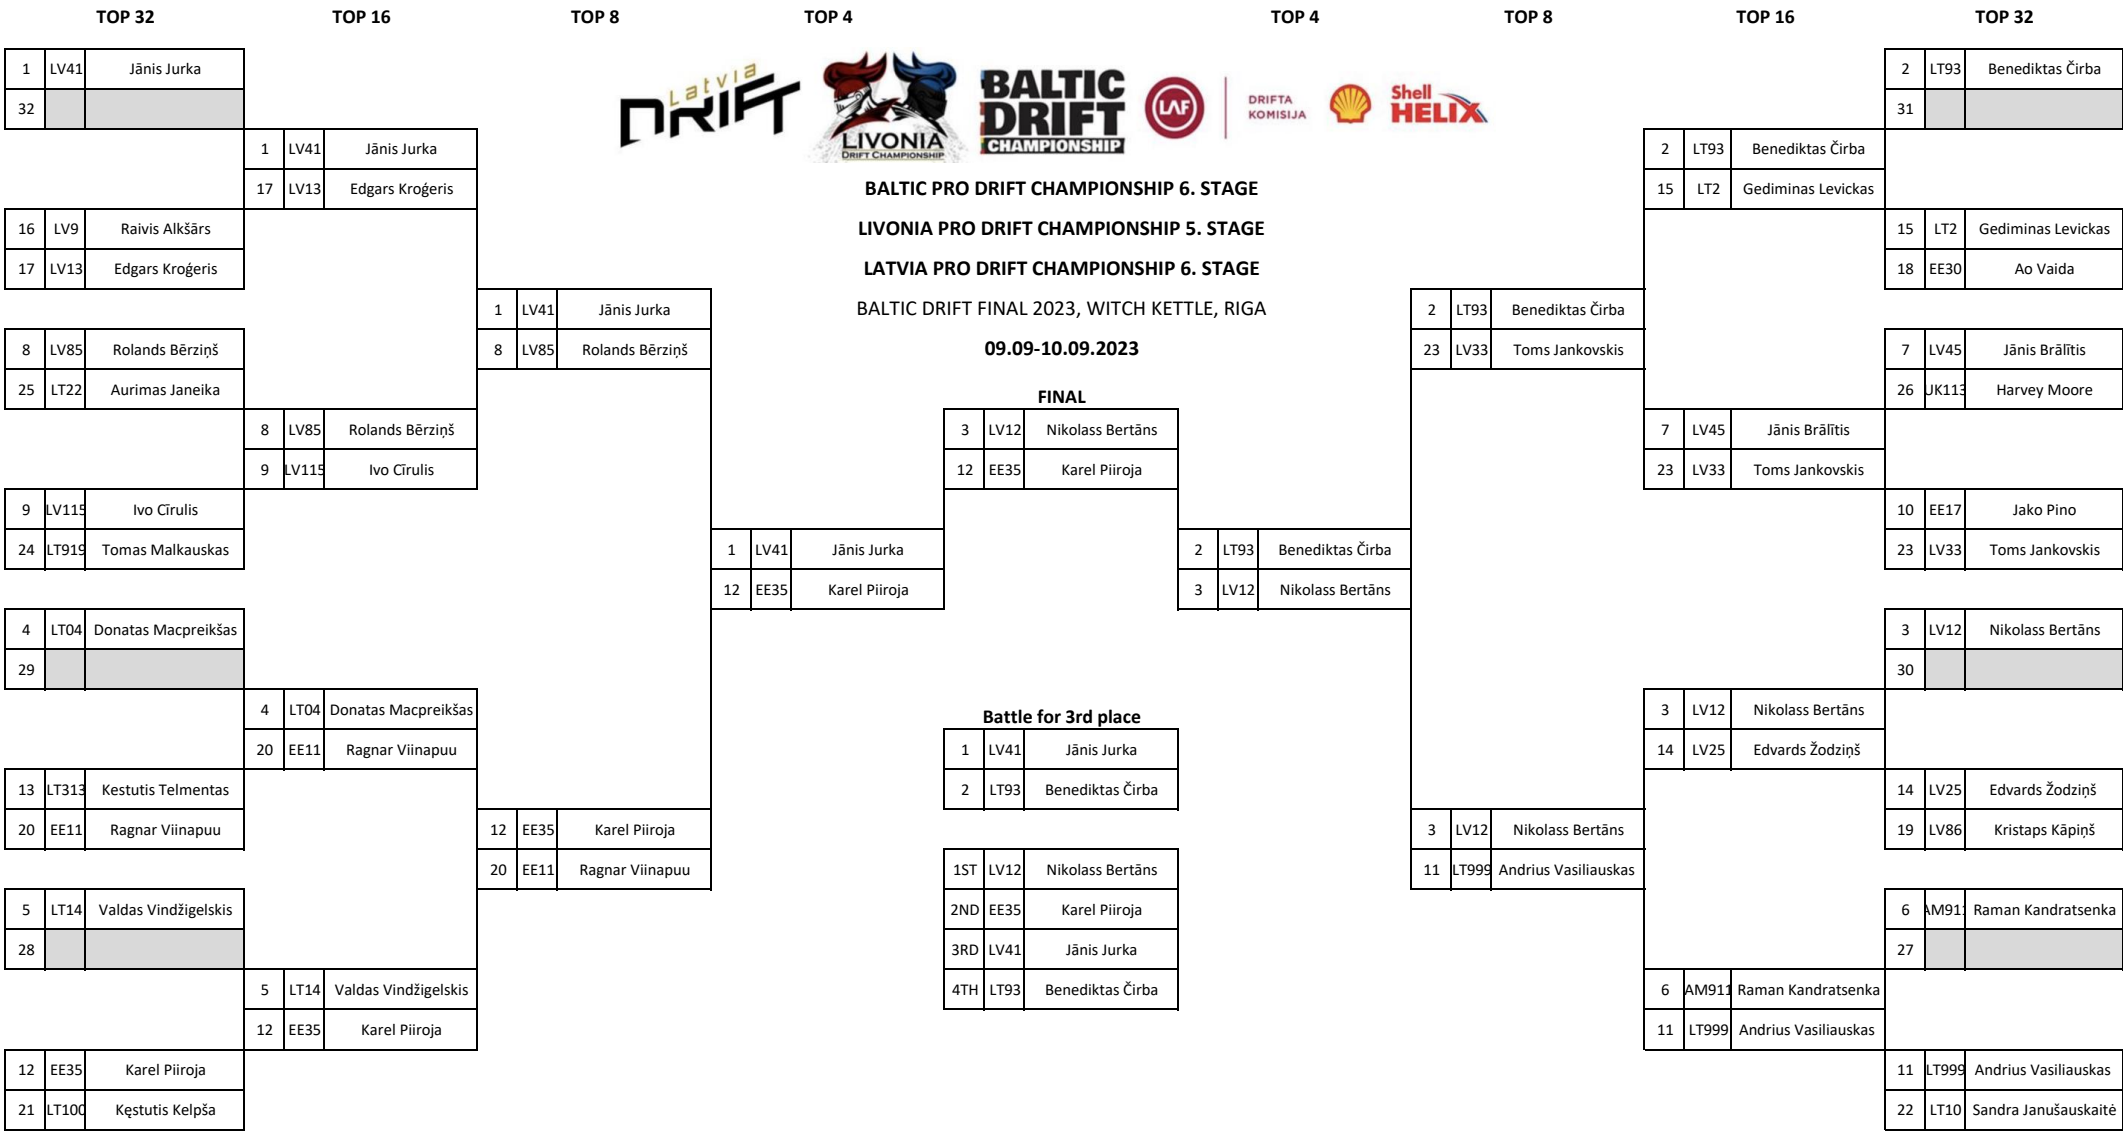 TOP 32 TOP 16 TOP 8 TOP 4 TOP 4 TOP 8 TOP 16 TOP 32
Latvia DRIFT
LIVONIA
DRIFT CHAMPIONSHIP
BALTIC
DRIFT
CHAMPIONSHIP
LAF
DRIFTA
KOMISIJA
Shell
HELIX
BALTIC PRO DRIFT CHAMPIONSHIP 6. STAGE
LIVONIA PRO DRIFT CHAMPIONSHIP 5. STAGE
LATVIA PRO DRIFT CHAMPIONSHIP 6. STAGE
BALTIC DRIFT FINAL 2023, WITCH KETTLE, RIGA
09.09-10.09.2023
1 LV41 Jānis Jurka
32
16 LV9 Raivis Alkšārs
17 LV13 Edgars Kroģeris
8 LV85 Rolands Bērziņš
25 LT22 Aurimas Janeika
9 LV115 Ivo Cīrulis
24 LT919 Tomas Malkauskas
4 LT04 Donatas Macpreikšas
29
13 LT313 Kestutis Telmentas
20 EE11 Ragnar Viinapuu
5 LT14 Valdas Vindžigelskis
28
12 EE35 Karel Piiroja
21 LT100 Kęstutis Kelpša
1 LV41 Jānis Jurka
17 LV13 Edgars Kroģeris
8 LV85 Rolands Bērziņš
9 LV115 Ivo Cīrulis
4 LT04 Donatas Macpreikšas
20 EE11 Ragnar Viinapuu
5 LT14 Valdas Vindžigelskis
12 EE35 Karel Piiroja
1 LV41 Jānis Jurka
8 LV85 Rolands Bērziņš
12 EE35 Karel Piiroja
20 EE11 Ragnar Viinapuu
1 LV41 Jānis Jurka
12 EE35 Karel Piiroja
FINAL
3 LV12 Nikolass Bertāns
12 EE35 Karel Piiroja
Battle for 3rd place
1 LV41 Jānis Jurka
2 LT93 Benediktas Čirba
1ST LV12 Nikolass Bertāns
2ND EE35 Karel Piiroja
3RD LV41 Jānis Jurka
4TH LT93 Benediktas Čirba
2 LT93 Benediktas Čirba
3 LV12 Nikolass Bertāns
2 LT93 Benediktas Čirba
23 LV33 Toms Jankovskis
3 LV12 Nikolass Bertāns
11 LT999 Andrius Vasiliauskas
2 LT93 Benediktas Čirba
15 LT2 Gediminas Levickas
7 LV45 Jānis Brālītis
23 LV33 Toms Jankovskis
3 LV12 Nikolass Bertāns
14 LV25 Edvards Žodziņš
6 AM911 Raman Kandratsenka
11 LT999 Andrius Vasiliauskas
2 LT93 Benediktas Čirba
31
15 LT2 Gediminas Levickas
18 EE30 Ao Vaida
7 LV45 Jānis Brālītis
26 UK113 Harvey Moore
10 EE17 Jako Pino
23 LV33 Toms Jankovskis
3 LV12 Nikolass Bertāns
30
14 LV25 Edvards Žodziņš
19 LV86 Kristaps Kāpiņš
6 AM911 Raman Kandratsenka
27
11 LT999 Andrius Vasiliauskas
22 LT10 Sandra Janušauskaitė